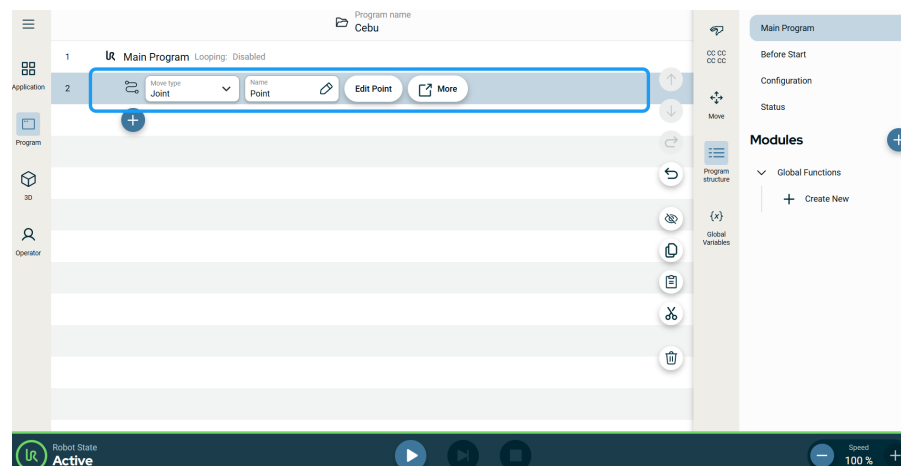 Program name
Cebu
Application
Program
3D
Operator
1 UR Main Program Looping: Disabled
2 Move type Joint Name Point Edit Point More
CC CC
CC CC
Move
Program
structure
{x}
Global
Variables
Main Program
Before Start
Configuration
Status
Modules
Global Functions
Create New
UR Robot State
Active
Speed
100 %